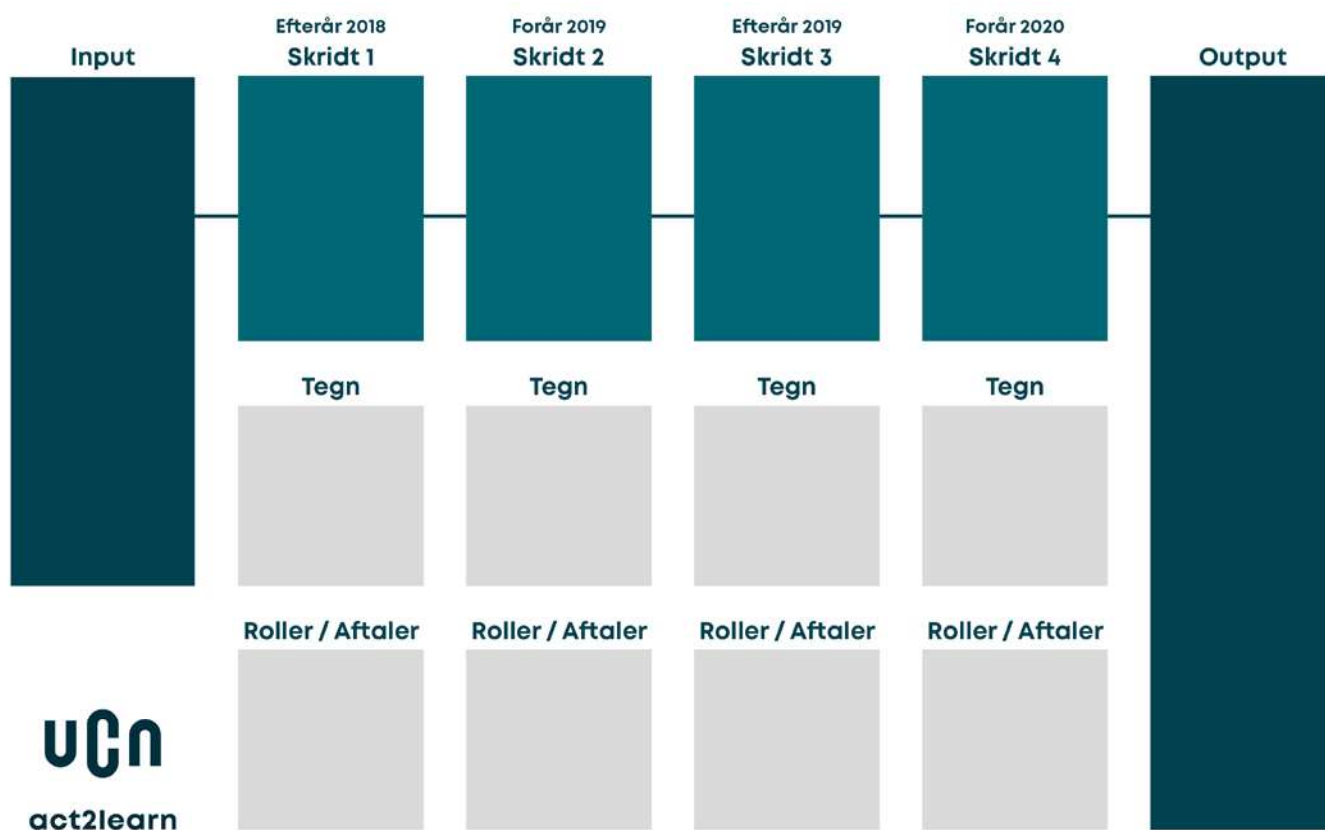 Input
Efterår 2018
Skridt 1
Forår 2019
Skridt 2
Efterår 2019
Skridt 3
Forår 2020
Skridt 4
Output
Tegn
Tegn
Tegn
Tegn
Roller / Aftaler
Roller / Aftaler
Roller / Aftaler
Roller / Aftaler
ucn
act2learn